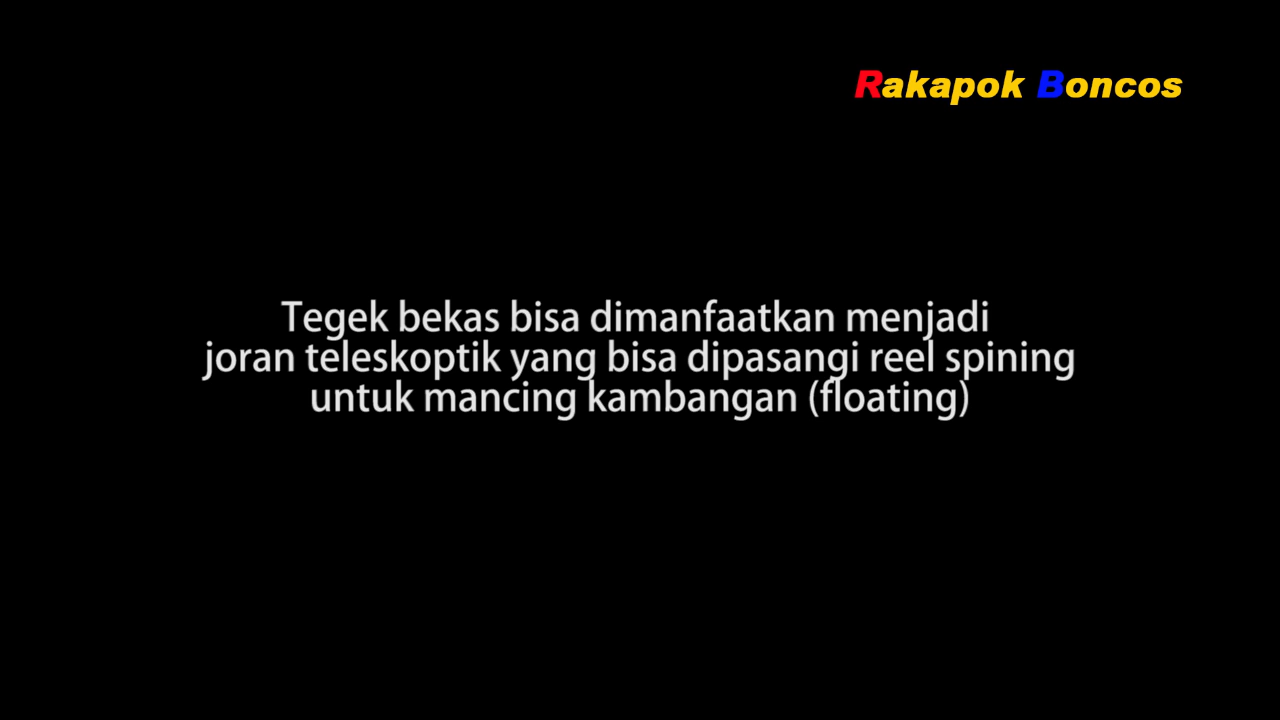 Rakapok Boncos
Tegek bekas bisa dimanfaatkan menjadi
joran teleskoptik yang bisa dipasangi reel spining
untuk mancing kambangan (floating)